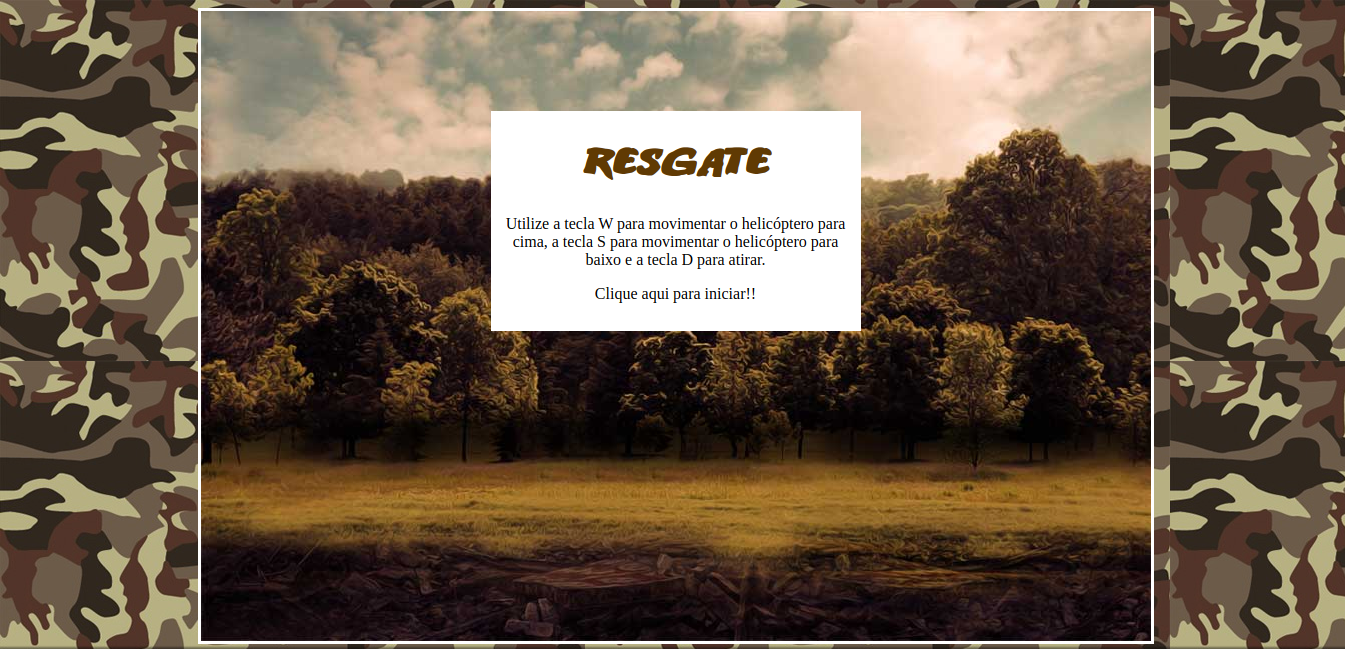 RESGATE
Utilize a tecla W para movimentar o helicóptero para
cima, a tecla S para movimentar o helicóptero para
baixo e a tecla D para atirar.
Clique aqui para iniciar!!